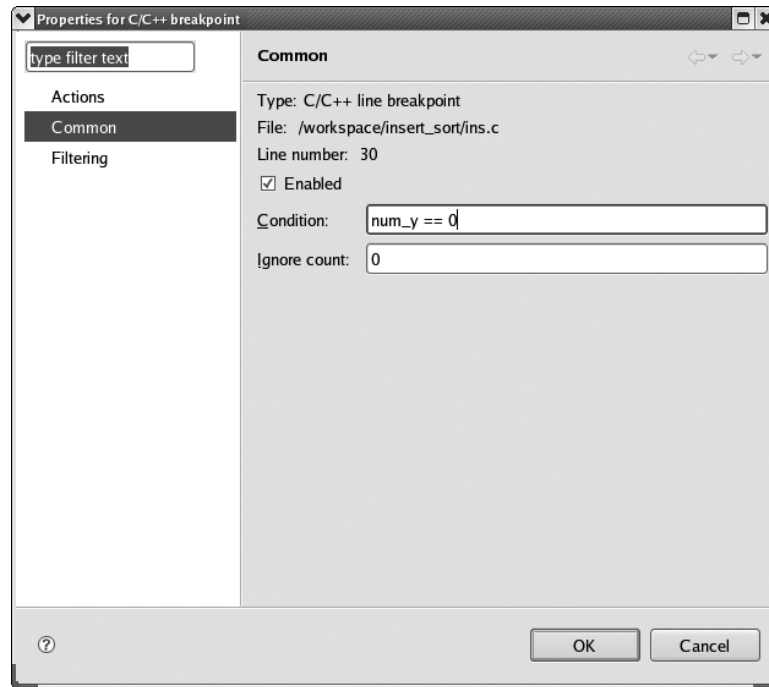 Properties for C/C++ breakpoint
type filter text
Actions
Common
Filtering
Common
Type: C/C++ line breakpoint
File: /workspace/insert_sort/ins.c
Line number: 30
Enabled
Condition: num_y == 0
Ignore count: 0
OK
Cancel